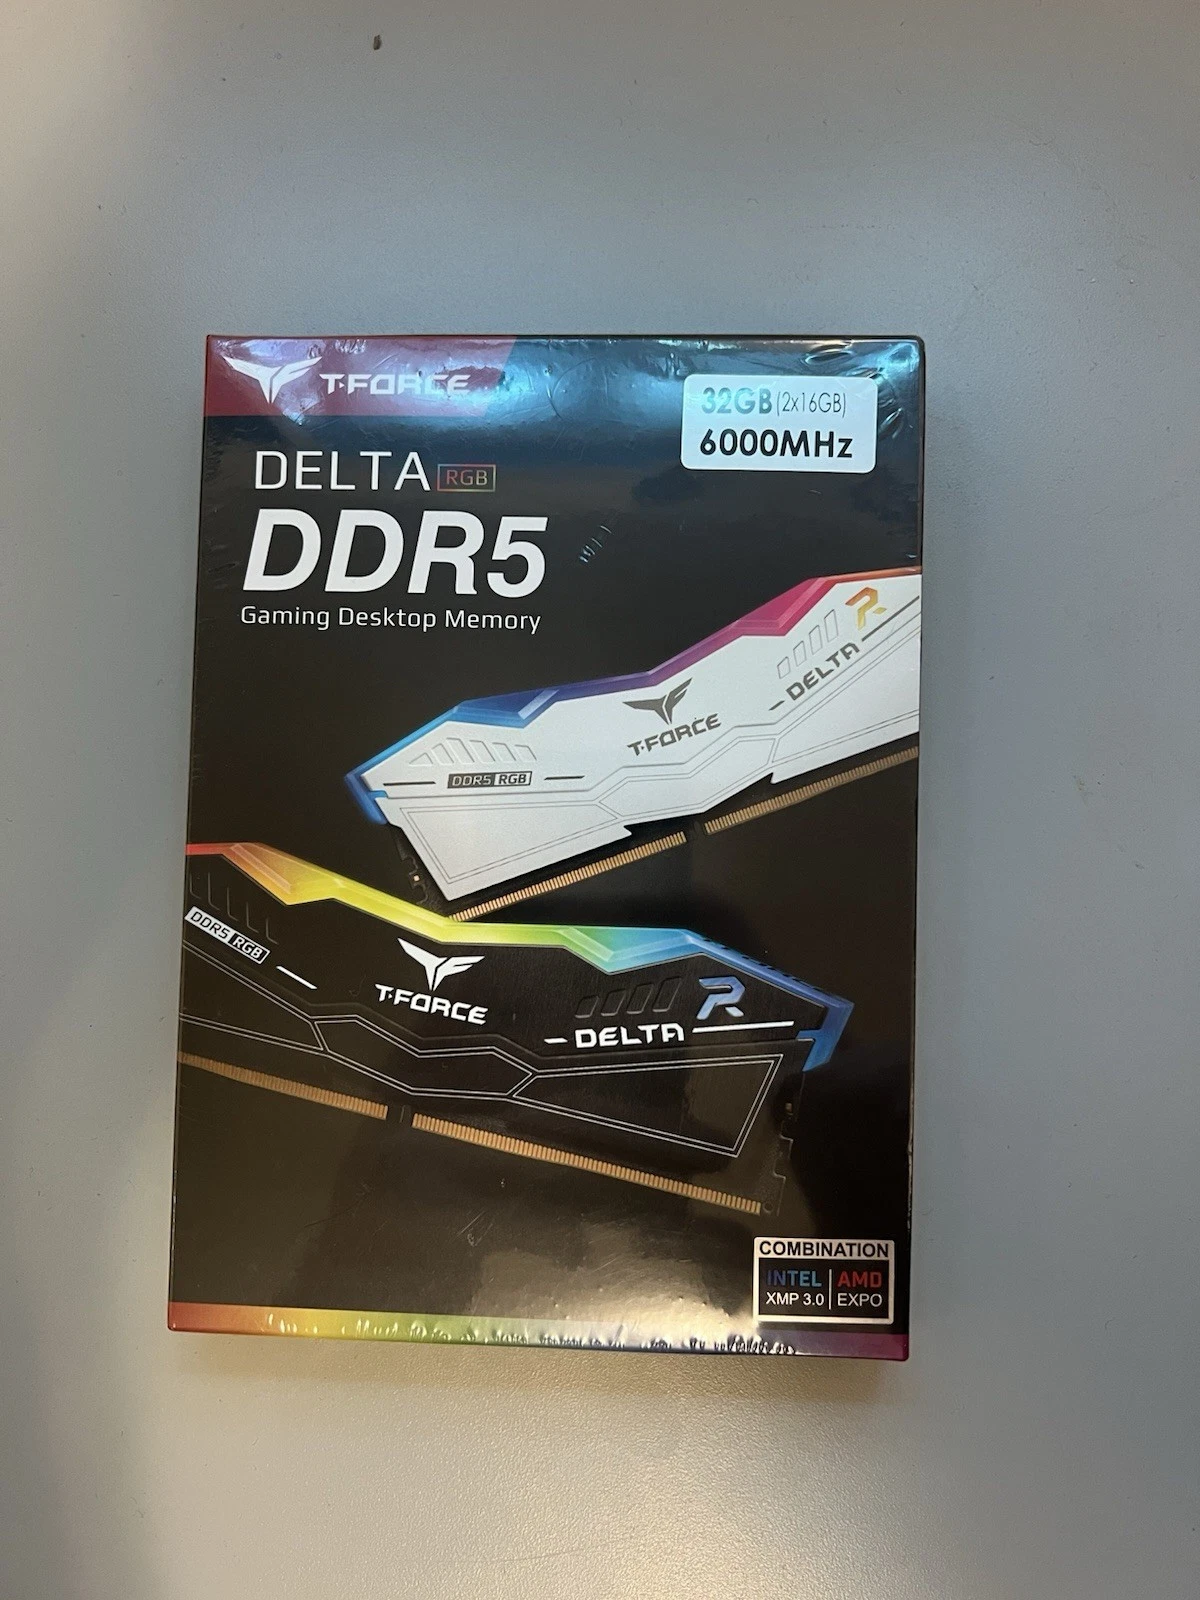 T-FORCE
32GB (2x16GB)
6000MHz
DELTA RGB
DDR5
Gaming Desktop Memory
R
DELTA
T-FORCE
DDR5 RGB
DDR5 RGB
T-FORCE
R
DELTA
COMBINATION
INTEL | AMD
XMP 3.0 | EXPO